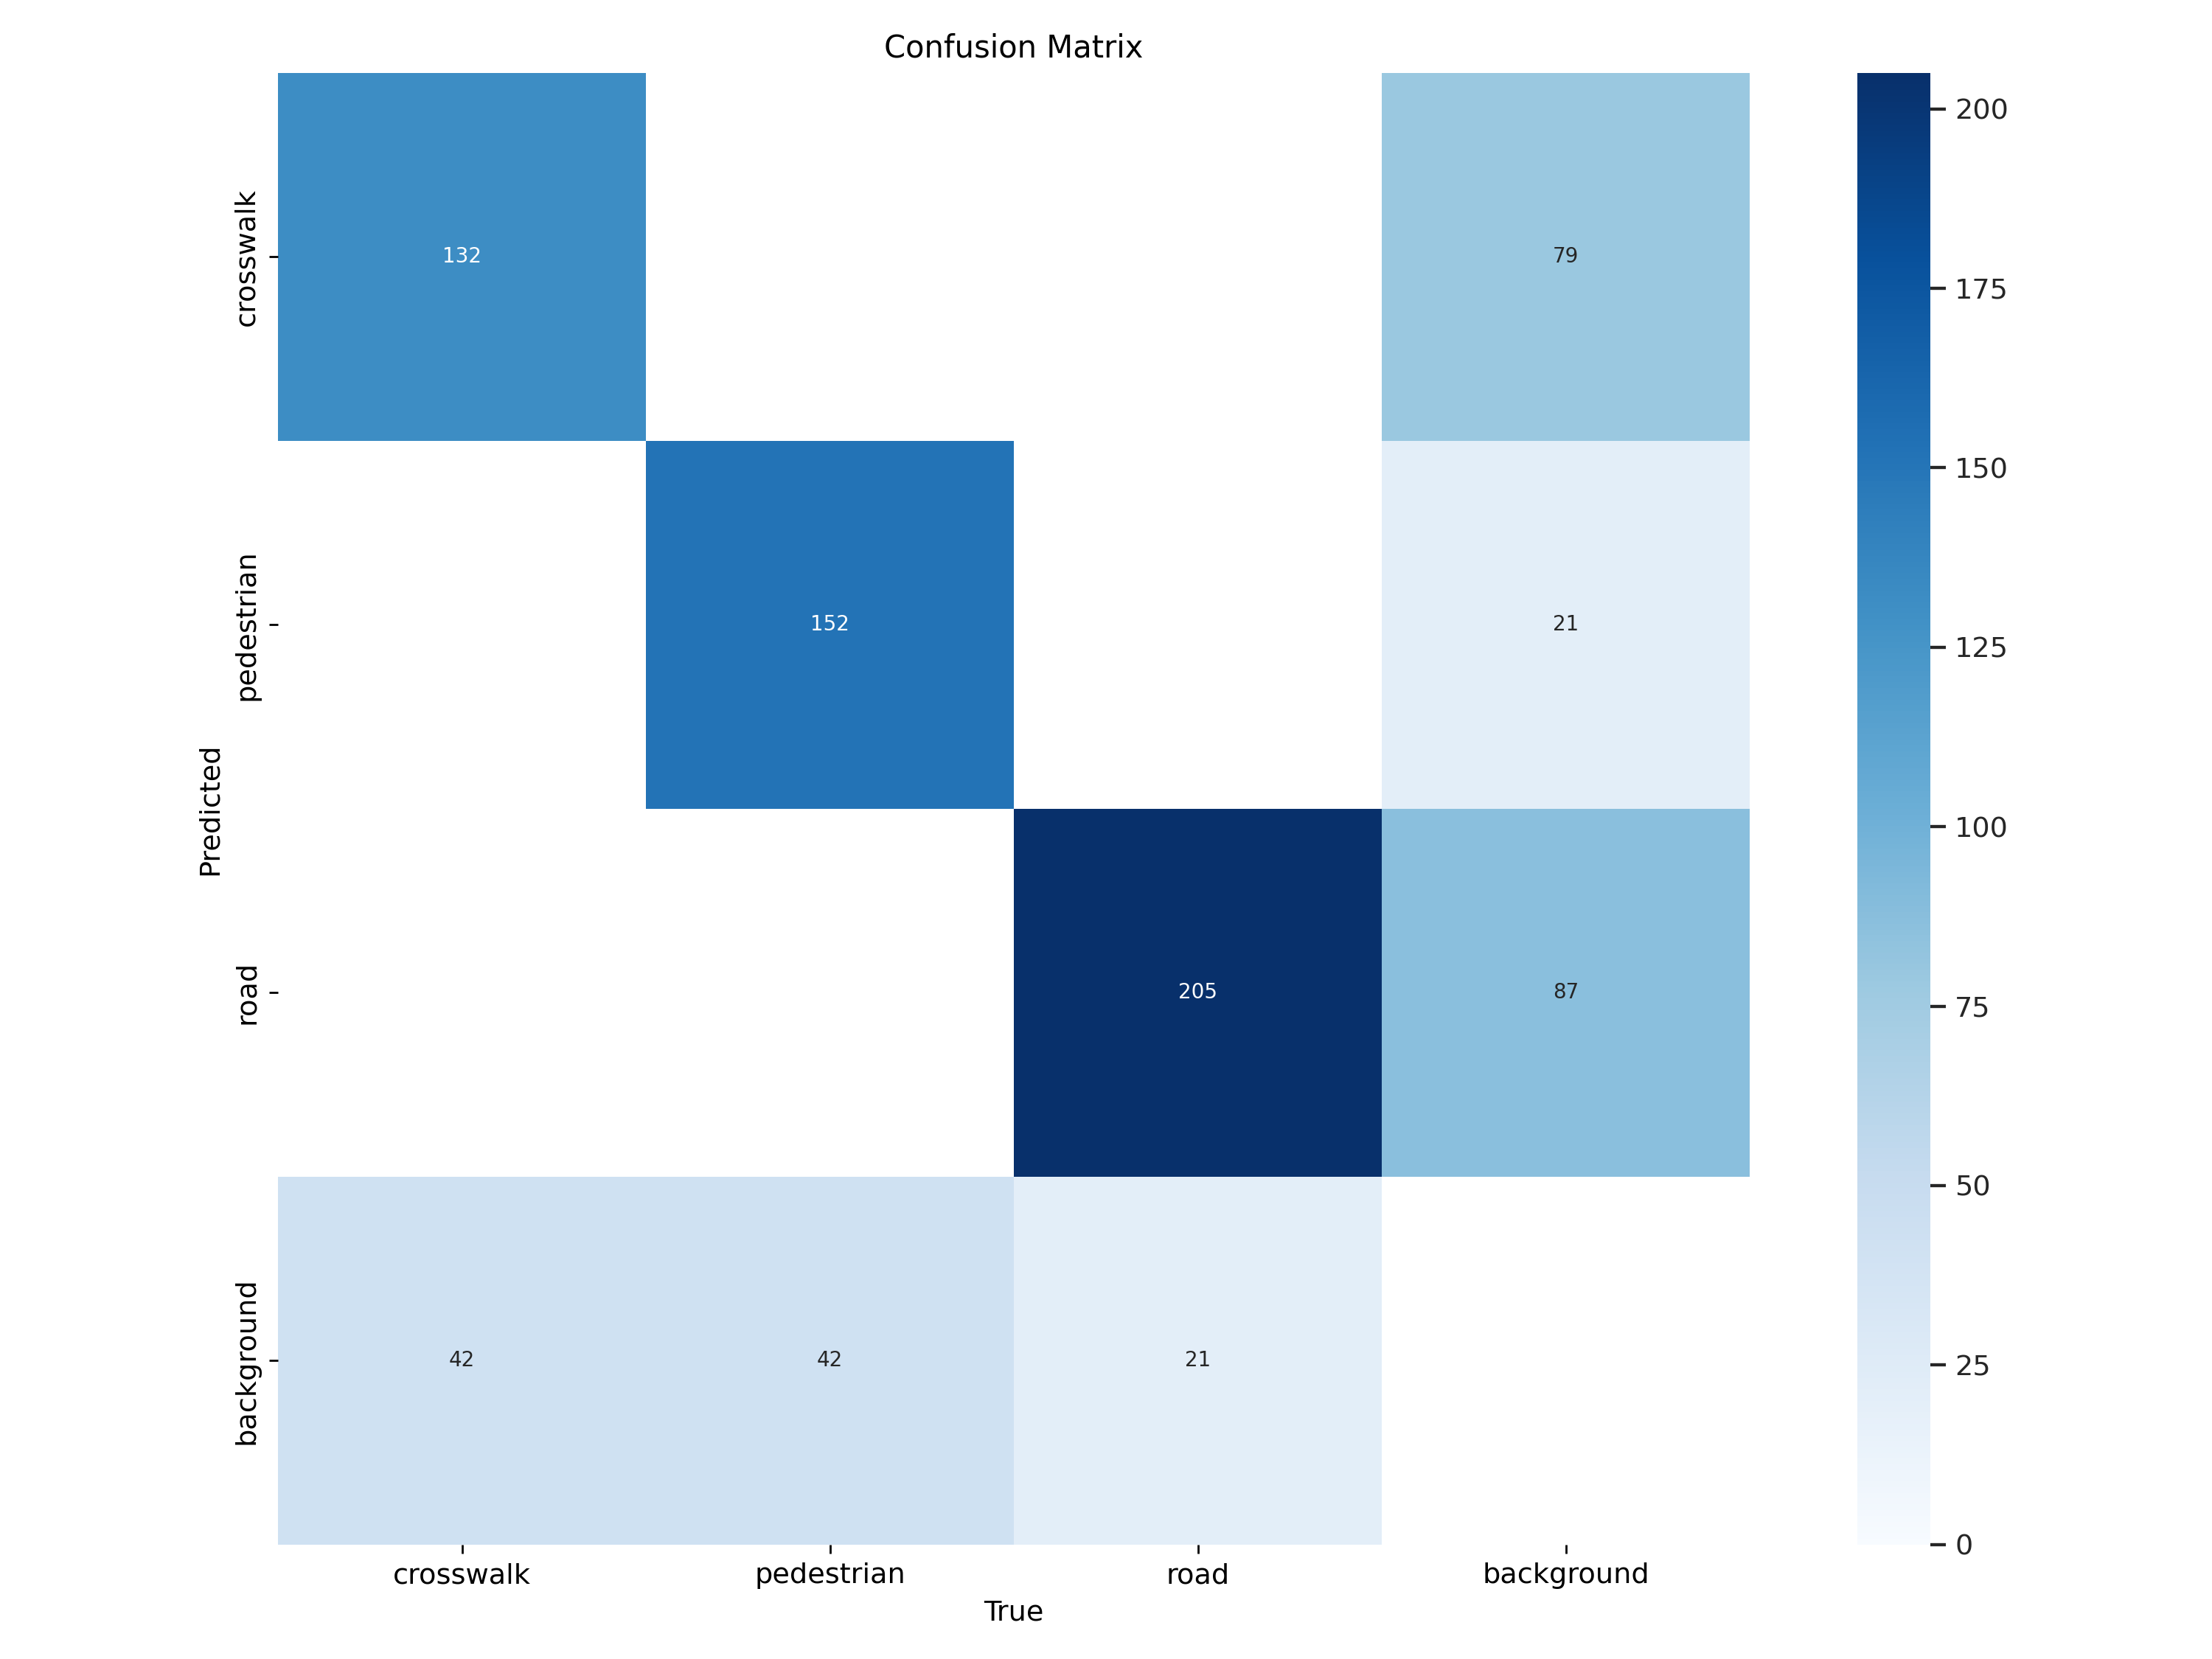 Confusion Matrix
crosswalk
132
79
200
175
pedestrian
152
21
150
125
Predicted
road
205
87
100
75
background
42
42
21
50
25
0
crosswalk
pedestrian
road
background
True